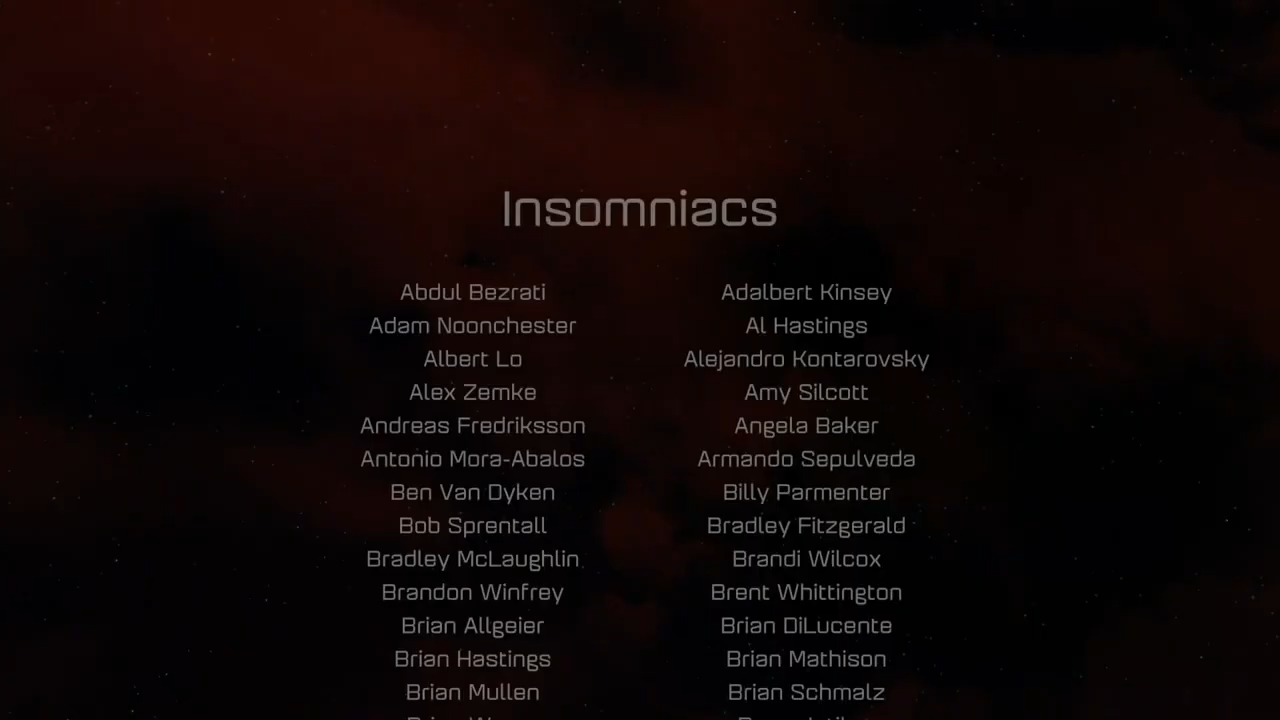 Insomniacs
Abdul Bezrati Adalbert Kinsey
Adam Noonchester Al Hastings
Albert Lo Alejandro Kontarovsky
Alex Zemke Amy Silcott
Andreas Fredriksson Angela Baker
Antonio Mora-Abalos Armando Sepulveda
Ben Van Dyken Billy Parmenter
Bob Sprentall Bradley Fitzgerald
Bradley McLaughlin Brandi Wilcox
Brandon Winfrey Brent Whittington
Brian Allgeier Brian DiLucente
Brian Hastings Brian Mathison
Brian Mullen Brian Schmalz